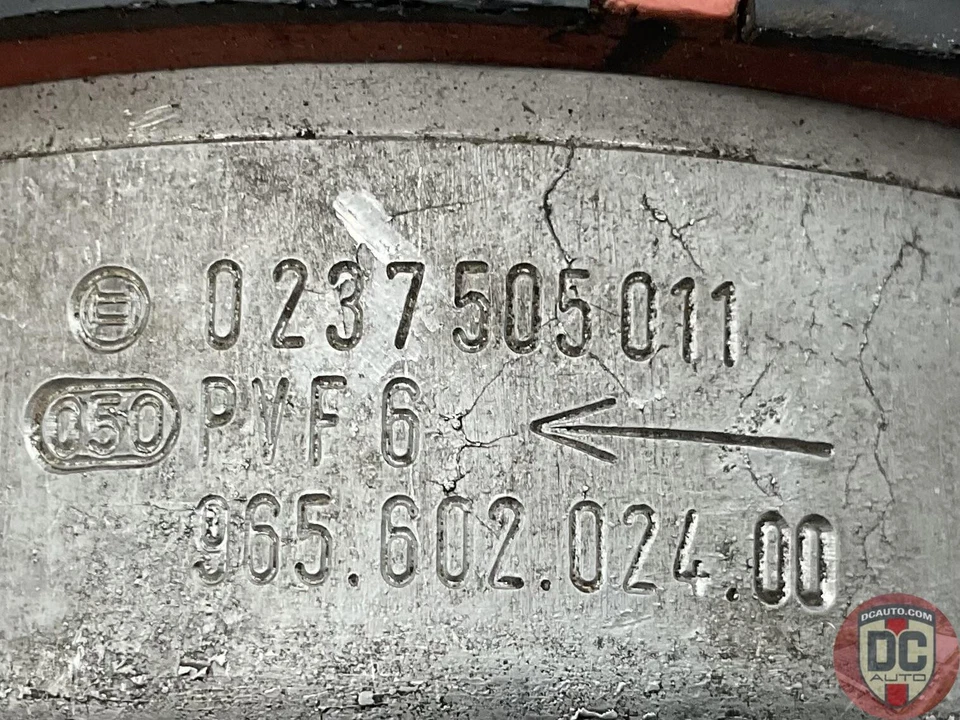 0 237 505 011
050 PVF 6
965.602.024.00
DCAUTO.COM
DC
AUTO